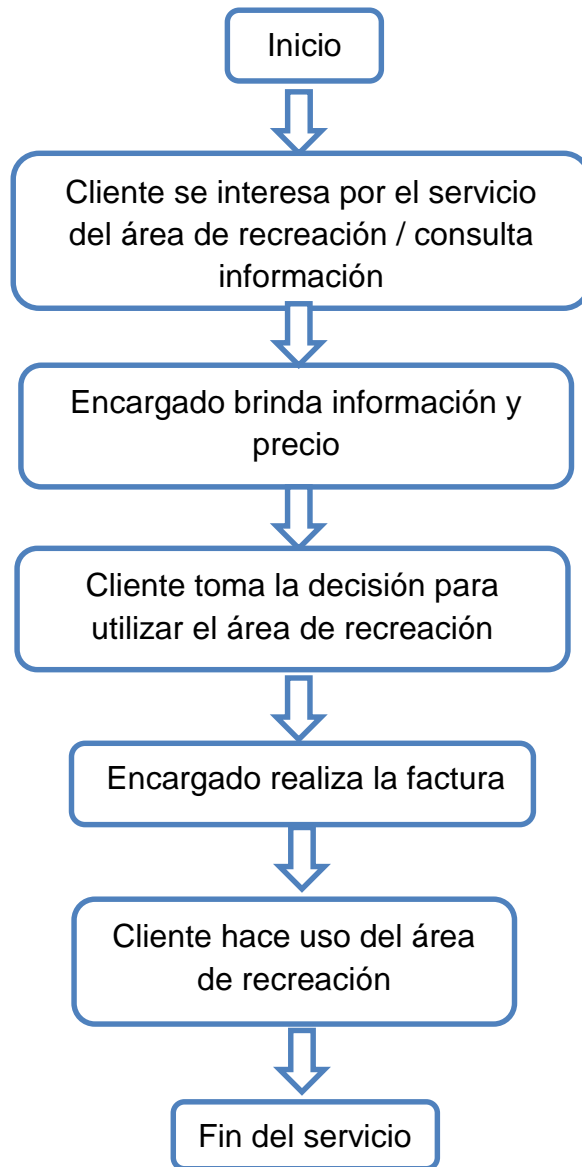 Inicio
Cliente se interesa por el servicio
del área de recreación / consulta
información
Encargado brinda información y
precio
Cliente toma la decisión para
utilizar el área de recreación
Encargado realiza la factura
Cliente hace uso del área
de recreación
Fin del servicio